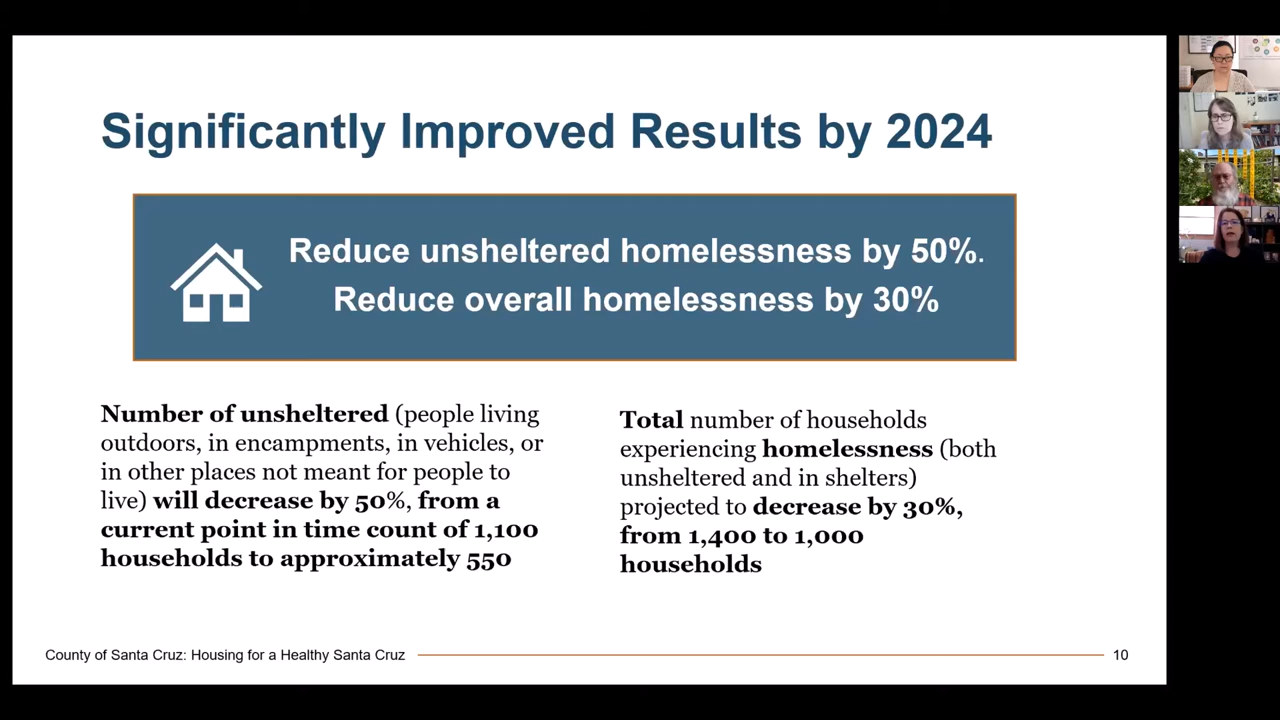 Significantly Improved Results by 2024
Reduce unsheltered homelessness by 50%.
Reduce overall homelessness by 30%
Number of unsheltered (people living
outdoors, in encampments, in vehicles, or
in other places not meant for people to
live) will decrease by 50%, from a
current point in time count of 1,100
households to approximately 550
Total number of households
experiencing homelessness (both
unsheltered and in shelters)
projected to decrease by 30%,
from 1,400 to 1,000
households
County of Santa Cruz: Housing for a Healthy Santa Cruz
10